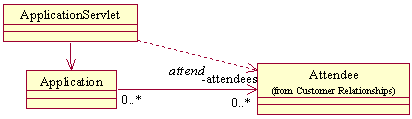 ApplicationServlet
attend
-attendees
Application
Attendee
(from Customer Relationships)
0..*
0..*